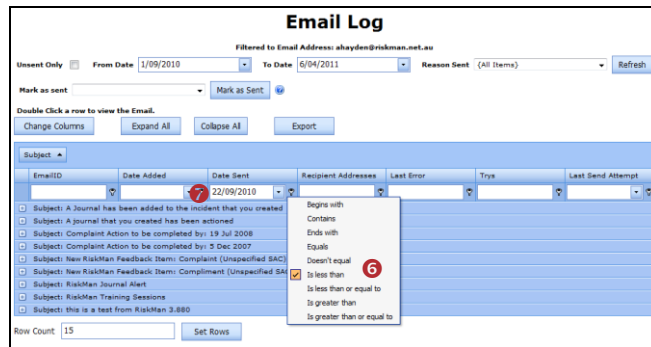 Email Log
Filtered to Email Address: ahayden@riskman.net.au
Unsent Only From Date 1/09/2010 To Date 6/04/2011 Reason Sent {All Items} Refresh
Mark as sent Mark as Sent
Double Click a row to view the Email.
Change Columns Expand All Collapse All Export
Subject
EmailID Date Added Date Sent Recipient Addresses Last Error Trys Last Send Attempt
7 22/09/2010
Subject: A Journal has been added to the incident that you created
Subject: A journal that you created has been actioned
Subject: Complaint Action to be completed by: 19 Jul 2008
Subject: Complaint Action to be completed by: 5 Dec 2007
Subject: New RiskMan Feedback Item: Complaint (Unspecified SAC)
Subject: New RiskMan Feedback Item: Compliment (Unspecified SAC)
Subject: RiskMan Journal Alert
Subject: RiskMan Training Sessions
Subject: this is a test from RiskMan 3.880
Begins with
Contains
Ends with
Equals
Doesn't equal
Is less than 6
Is less than or equal to
Is greater than
Is greater than or equal to
Row Count 15 Set Rows